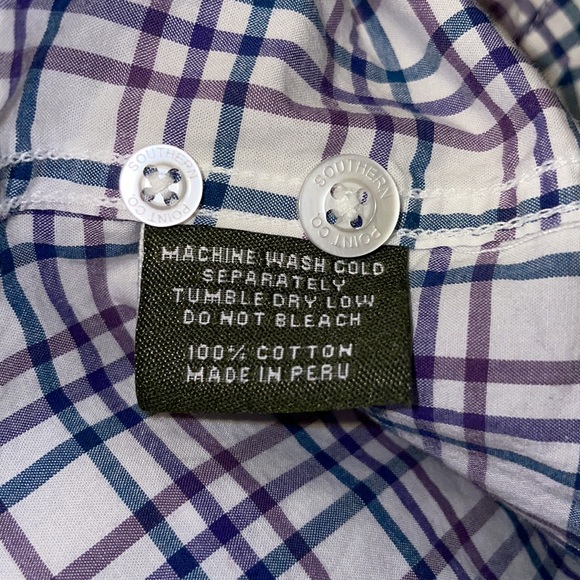 SOUTHERN
POINT CO.
SOUTHERN
POINT CO.
MACHINE WASH COLD
SEPARATELY
TUMBLE DRY LOW
DO NOT BLEACH
100% COTTON
MADE IN PERU